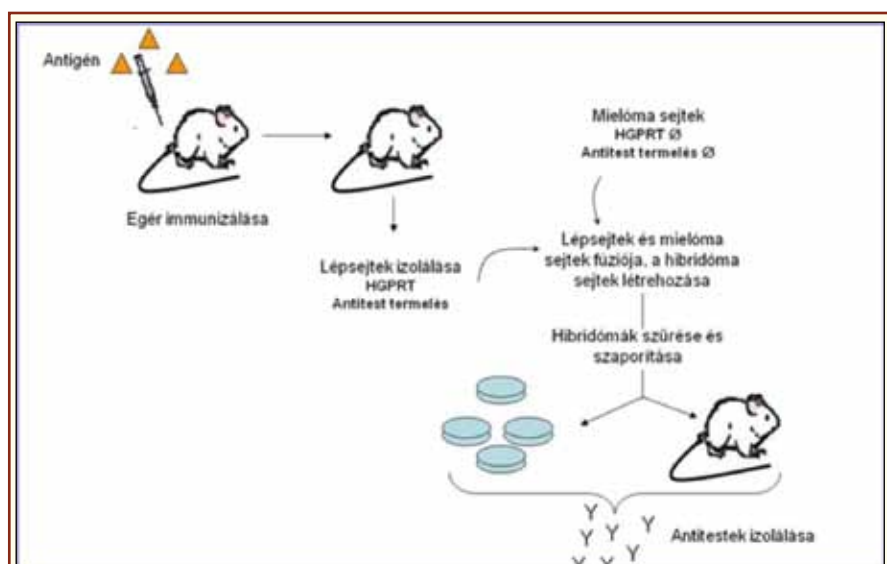 Antigén
Egér immunizálása
Lépsejtek izolálása
HGPRT
Antitest termelés
Mielóma sejtek
HGPRT Ø
Antitest termelés Ø
Lépsejtek és mielóma
sejtek fúziója, a hibridóma
sejtek létrehozása
Hibridómák szűrése és
szaporítása
Antitestek izolálása